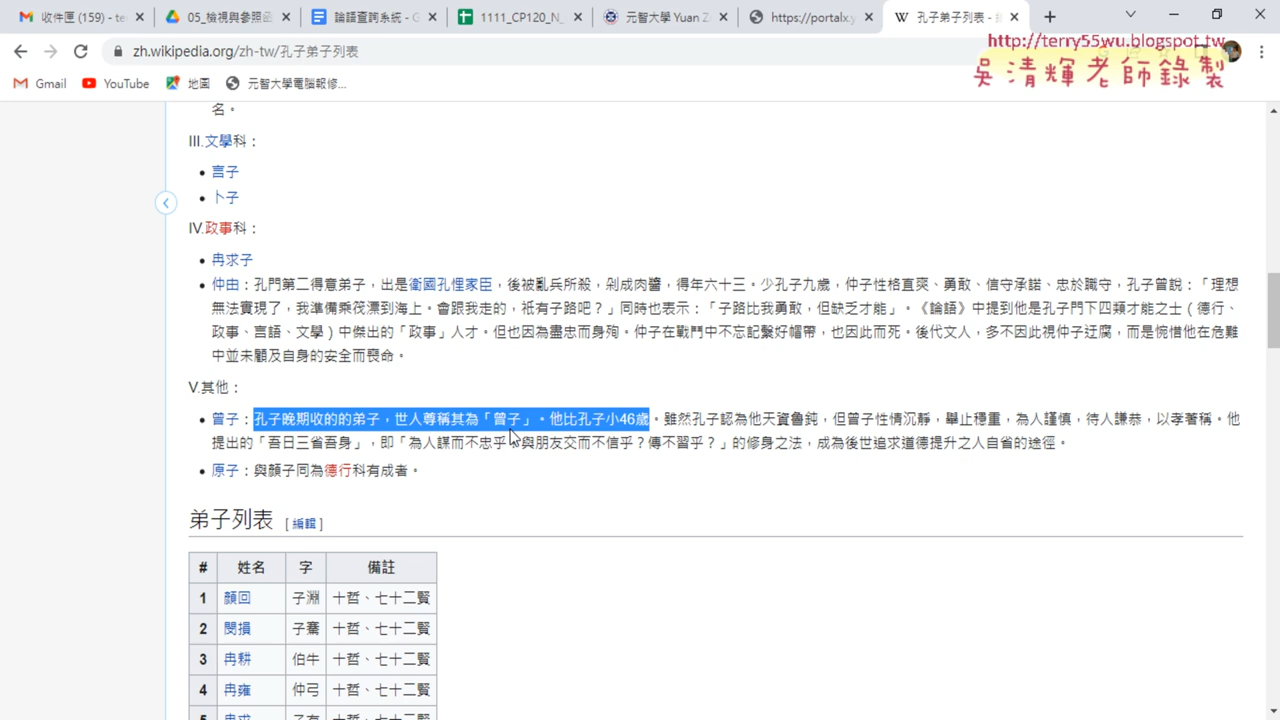 收件匣 (159) - te
05_檢視與參照函
論語查詢系統 - G
1111_CP120_N_
元智大學 Yuan Z
https://portalx.y
孔子弟子列表 - 維
zh.wikipedia.org/zh-tw/孔子弟子列表
http://terry55wu.blogspot.tw
吳清輝老師錄製
Gmail
YouTube
地圖
元智大學電腦報修...
名。
III.文學科：
言子
卜子
IV.政事科：
冉求子
仲由：孔門第二得意弟子，出是衛國孔悝家臣，後被亂兵所殺，剁成肉醬，得年六十三。少孔子九歲，仲子性格直爽、勇敢、信守承諾、忠於職守，孔子曾說：「理想
無法實現了，我準備乘筏漂到海上。會跟我走的，祇有子路吧？」同時也表示：「子路比我勇敢，但缺乏才能」。《論語》中提到他是孔子門下四類才能之士（德行、
政事、言語、文學）中傑出的「政事」人才。但也因為盡忠而身殉。仲子在戰鬥中不忘記繫好帽帶，也因此而死。後代文人，多不因此視仲子迂腐，而是惋惜他在危難
中並未顧及自身的安全而喪命。
V.其他：
曾子：孔子晚期收的的弟子，世人尊稱其為「曾子」。他比孔子小46歲。雖然孔子認為他天資魯鈍，但曾子性情沉靜，舉止穩重，為人謹慎，待人謙恭，以孝著稱。他
提出的「吾日三省吾身」，即「為人謀而不忠乎？與朋友交而不信乎？傳不習乎？」的修身之法，成為後世追求道德提升之人自省的途徑。
原子：與顏子同為德行科有成者。
弟子列表 [編輯]
# 姓名 字 備註
1 顏回 子淵 十哲、七十二賢
2 閔損 子騫 十哲、七十二賢
3 冉耕 伯牛 十哲、七十二賢
4 冉雍 仲弓 十哲、七十二賢
5 冉求 子有 十哲、七十二賢